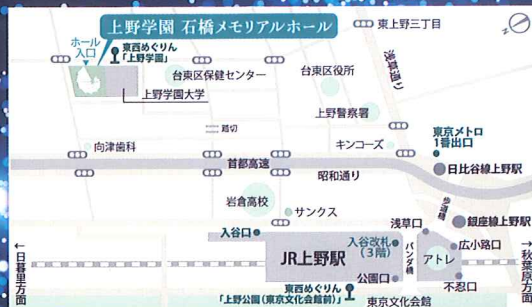 上野学園 石橋メモリアルホール
東上野三丁目
N
ホール
入口
東西めぐりん
「上野学園」
台東区保健センター
台東区役所
浅草通り
上野学園大学
上野警察署
踏切
向津歯科
キンコーズ
東京メトロ
1番出口
首都高速
日比谷線上野駅
昭和通り
岩倉高校
歩道橋
サンクス
浅草口
銀座線上野駅
入谷口
入谷改札
(3階)
広小路口
JR上野駅
パンダ橋
アトレ
公園口
不忍口
←日暮里方面
→秋葉原方面
東西めぐりん
「上野公園(東京文化会館前)」
東京文化会館